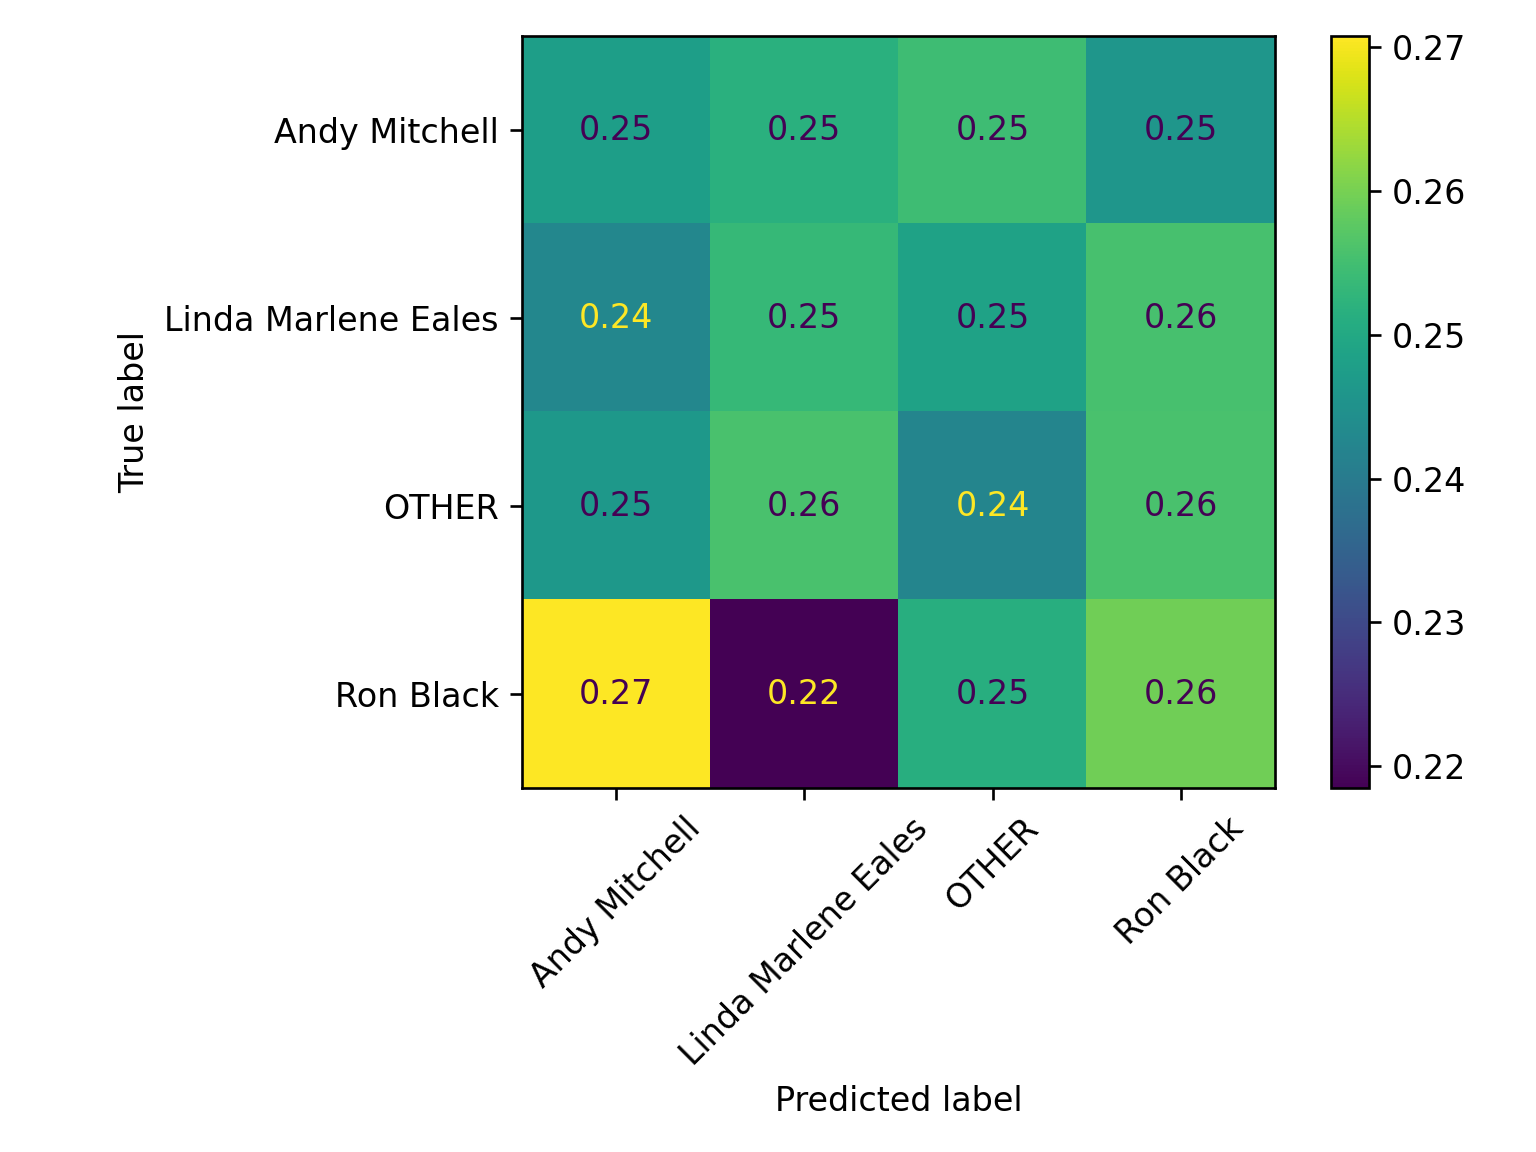 0.27
Andy Mitchell 0.25 0.25 0.25 0.25
0.26
Linda Marlene Eales 0.24 0.25 0.25 0.26
0.25
True label
0.24
OTHER 0.25 0.26 0.24 0.26
0.23
Ron Black 0.27 0.22 0.25 0.26
0.22
Andy Mitchell
Linda Marlene Eales
OTHER
Ron Black
Predicted label